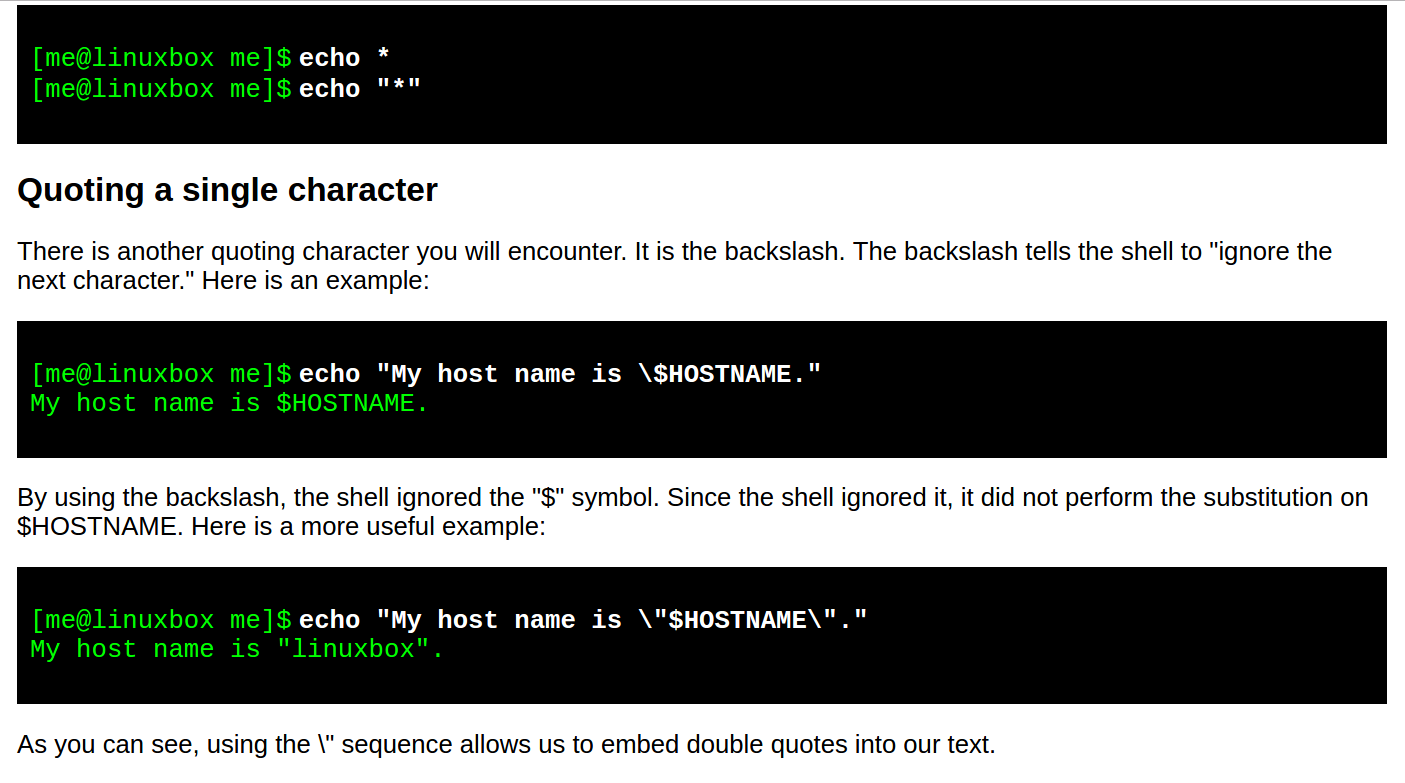 [me@linuxbox me]$ echo *
[me@linuxbox me]$ echo "*"
Quoting a single character
There is another quoting character you will encounter. It is the backslash. The backslash tells the shell to "ignore the
next character." Here is an example:
[me@linuxbox me]$ echo "My host name is \$HOSTNAME."
My host name is $HOSTNAME.
By using the backslash, the shell ignored the "$" symbol. Since the shell ignored it, it did not perform the substitution on
$HOSTNAME. Here is a more useful example:
[me@linuxbox me]$ echo "My host name is \"$HOSTNAME\"."
My host name is "linuxbox".
As you can see, using the \" sequence allows us to embed double quotes into our text.